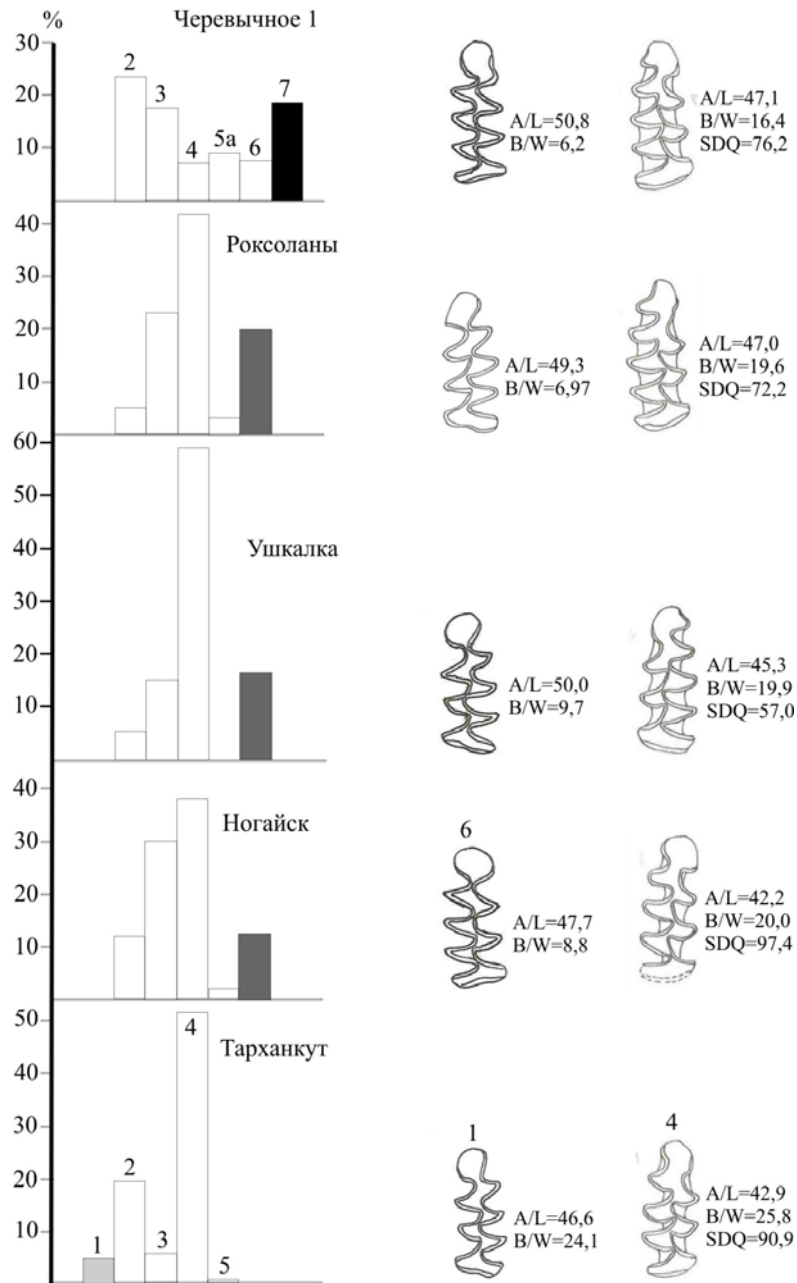 %
Черевычное 1
30
20
10
2
3
4
5а
6
7
A/L=50,8
B/W=6,2
A/L=47,1
B/W=16,4
SDQ=76,2
40
30
20
10
Роксоланы
A/L=49,3
B/W=6,97
A/L=47,0
B/W=19,6
SDQ=72,2
60
50
40
30
20
10
Ушкалка
A/L=50,0
B/W=9,7
A/L=45,3
B/W=19,9
SDQ=57,0
40
30
20
10
Ногайск
6
A/L=47,7
B/W=8,8
A/L=42,2
B/W=20,0
SDQ=97,4
50
40
30
20
10
Тарханкут
1
2
3
4
5
1
A/L=46,6
B/W=24,1
4
A/L=42,9
B/W=25,8
SDQ=90,9